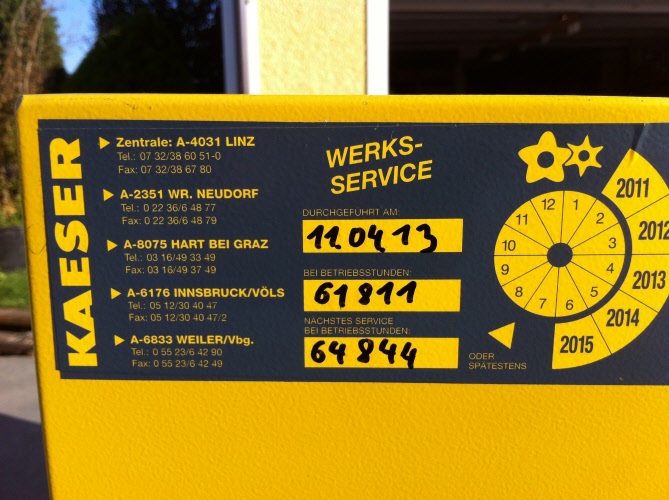 KAESER
Zentrale: A-4031 LINZ
Tel.: 07 32/38 60 51-0
Fax: 07 32/38 67 80
A-2351 WR. NEUDORF
Tel.: 0 22 36/6 48 77
Fax: 0 22 36/6 48 79
A-8075 HART BEI GRAZ
Tel.: 03 16/49 33 49
Fax: 03 16/49 37 49
A-6176 INNSBRUCK/VÖLS
Tel.: 05 12/30 40 47
Fax: 05 12/30 40 47/2
A-6833 WEILER/Vbg.
Tel.: 0 55 23/6 42 90
Fax: 0 55 23/6 42 49
WERKS-
SERVICE
DURCHGEFÜHRT AM:
110413
BEI BETRIEBSSTUNDEN:
61811
NÄCHSTES SERVICE
BEI BETRIEBSSTUNDEN:
64844
ODER
SPÄTESTENS
12
1
2
3
4
5
6
7
8
9
10
11
2011
2012
2013
2014
2015